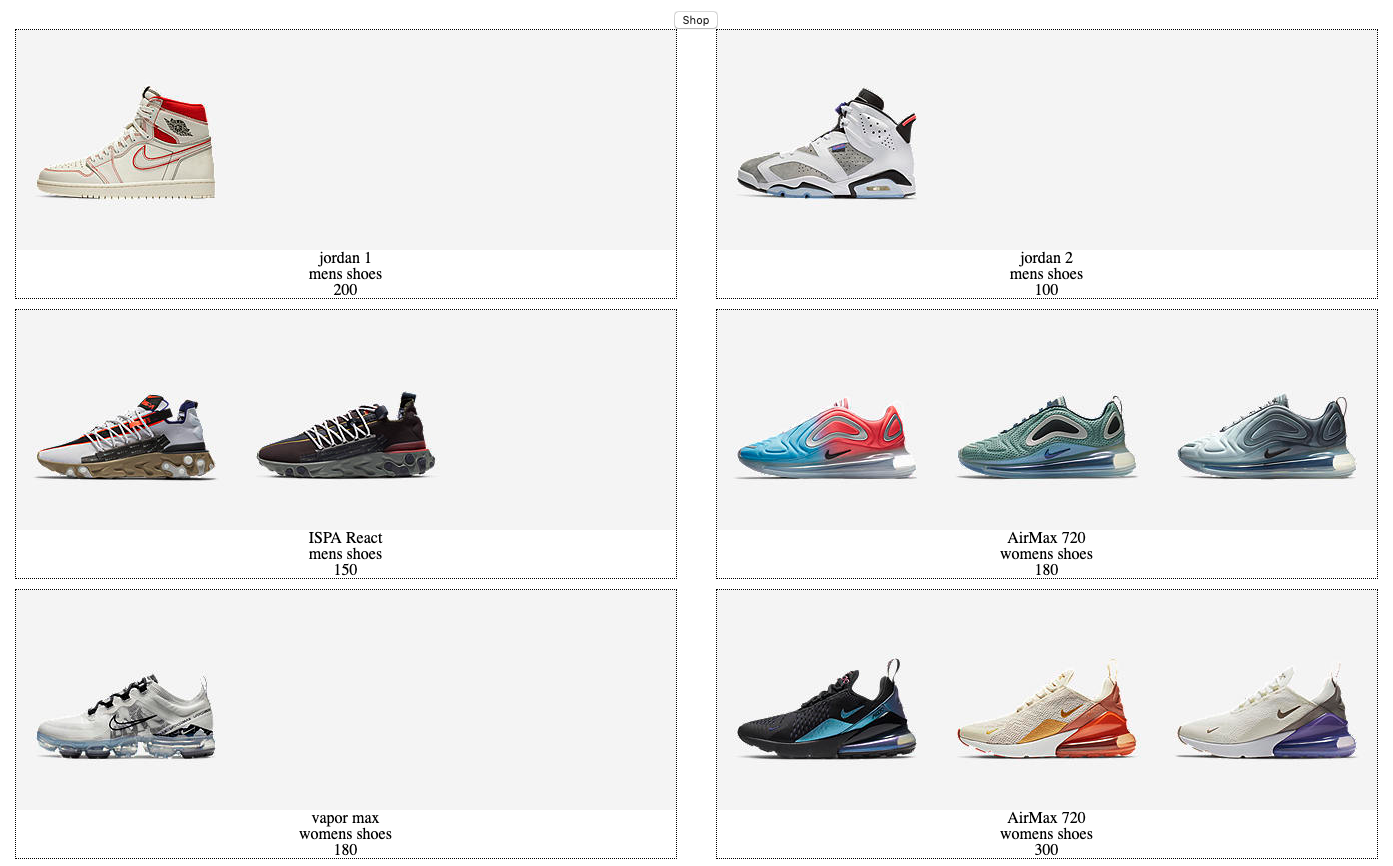 Shop
jordan 1
mens shoes
200
jordan 2
mens shoes
100
ISPA React
mens shoes
150
AirMax 720
womens shoes
180
vapor max
womens shoes
180
AirMax 720
womens shoes
300